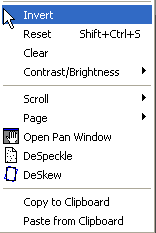 Invert
Reset Shift+Ctrl+S
Clear
Contrast/Brightness
Scroll
Page
Open Pan Window
DeSpeckle
DeSkew
Copy to Clipboard
Paste from Clipboard